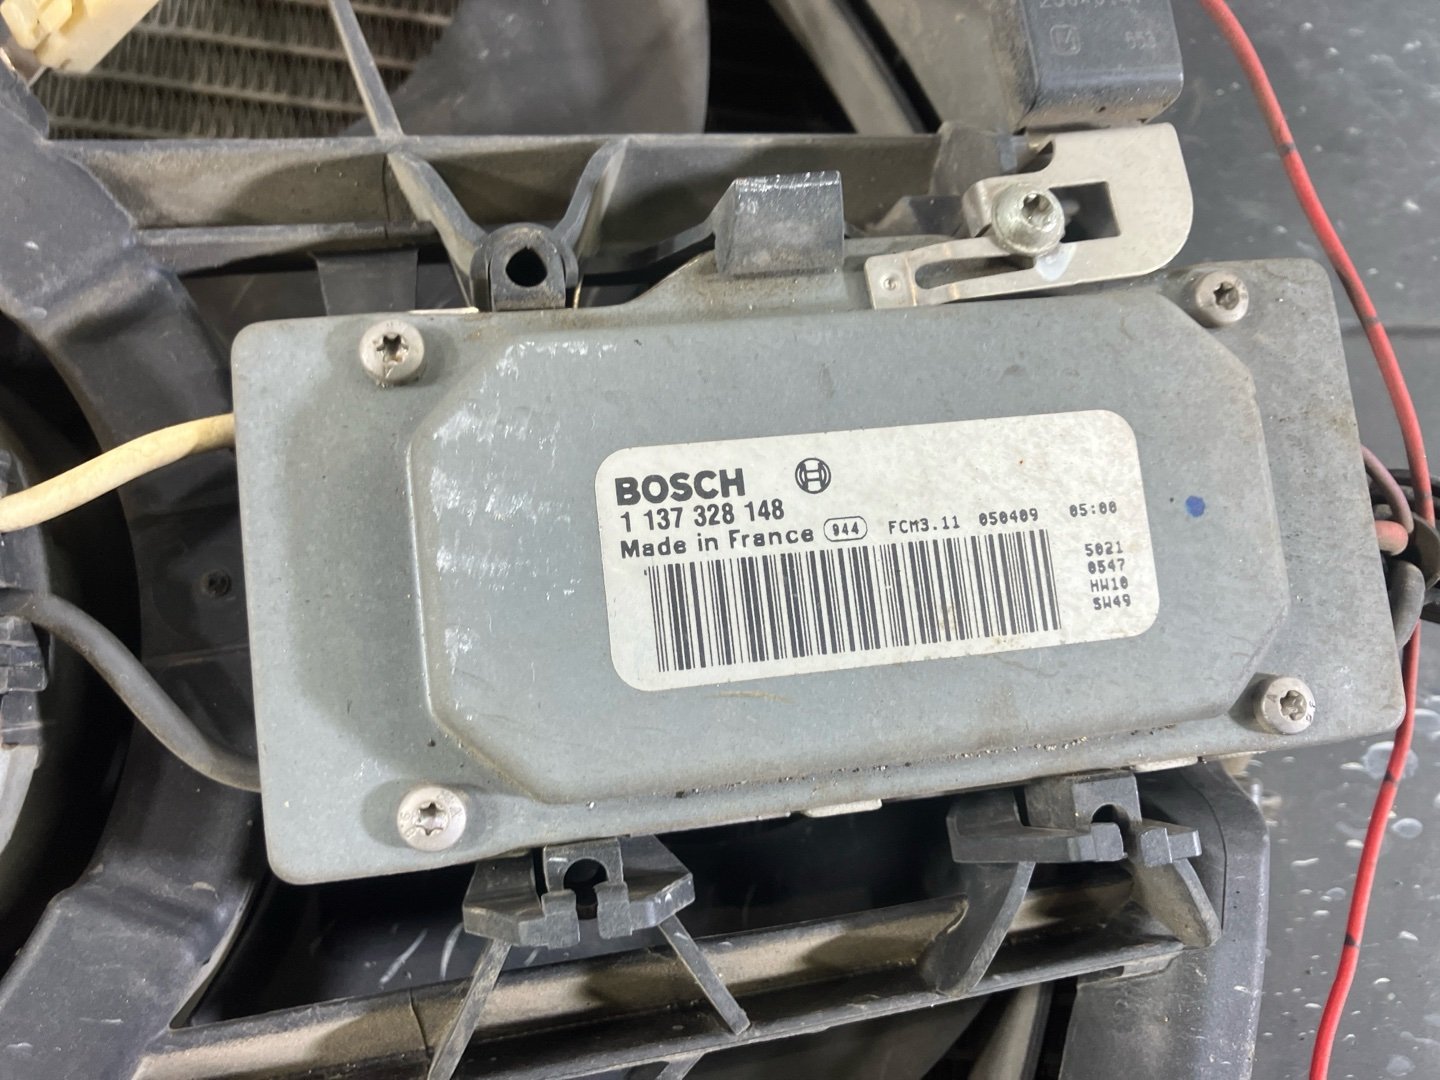 BOSCH
1 137 328 148
Made in France 944 FCM3.11 050409 05:00
5021
0547
HW10
SW49